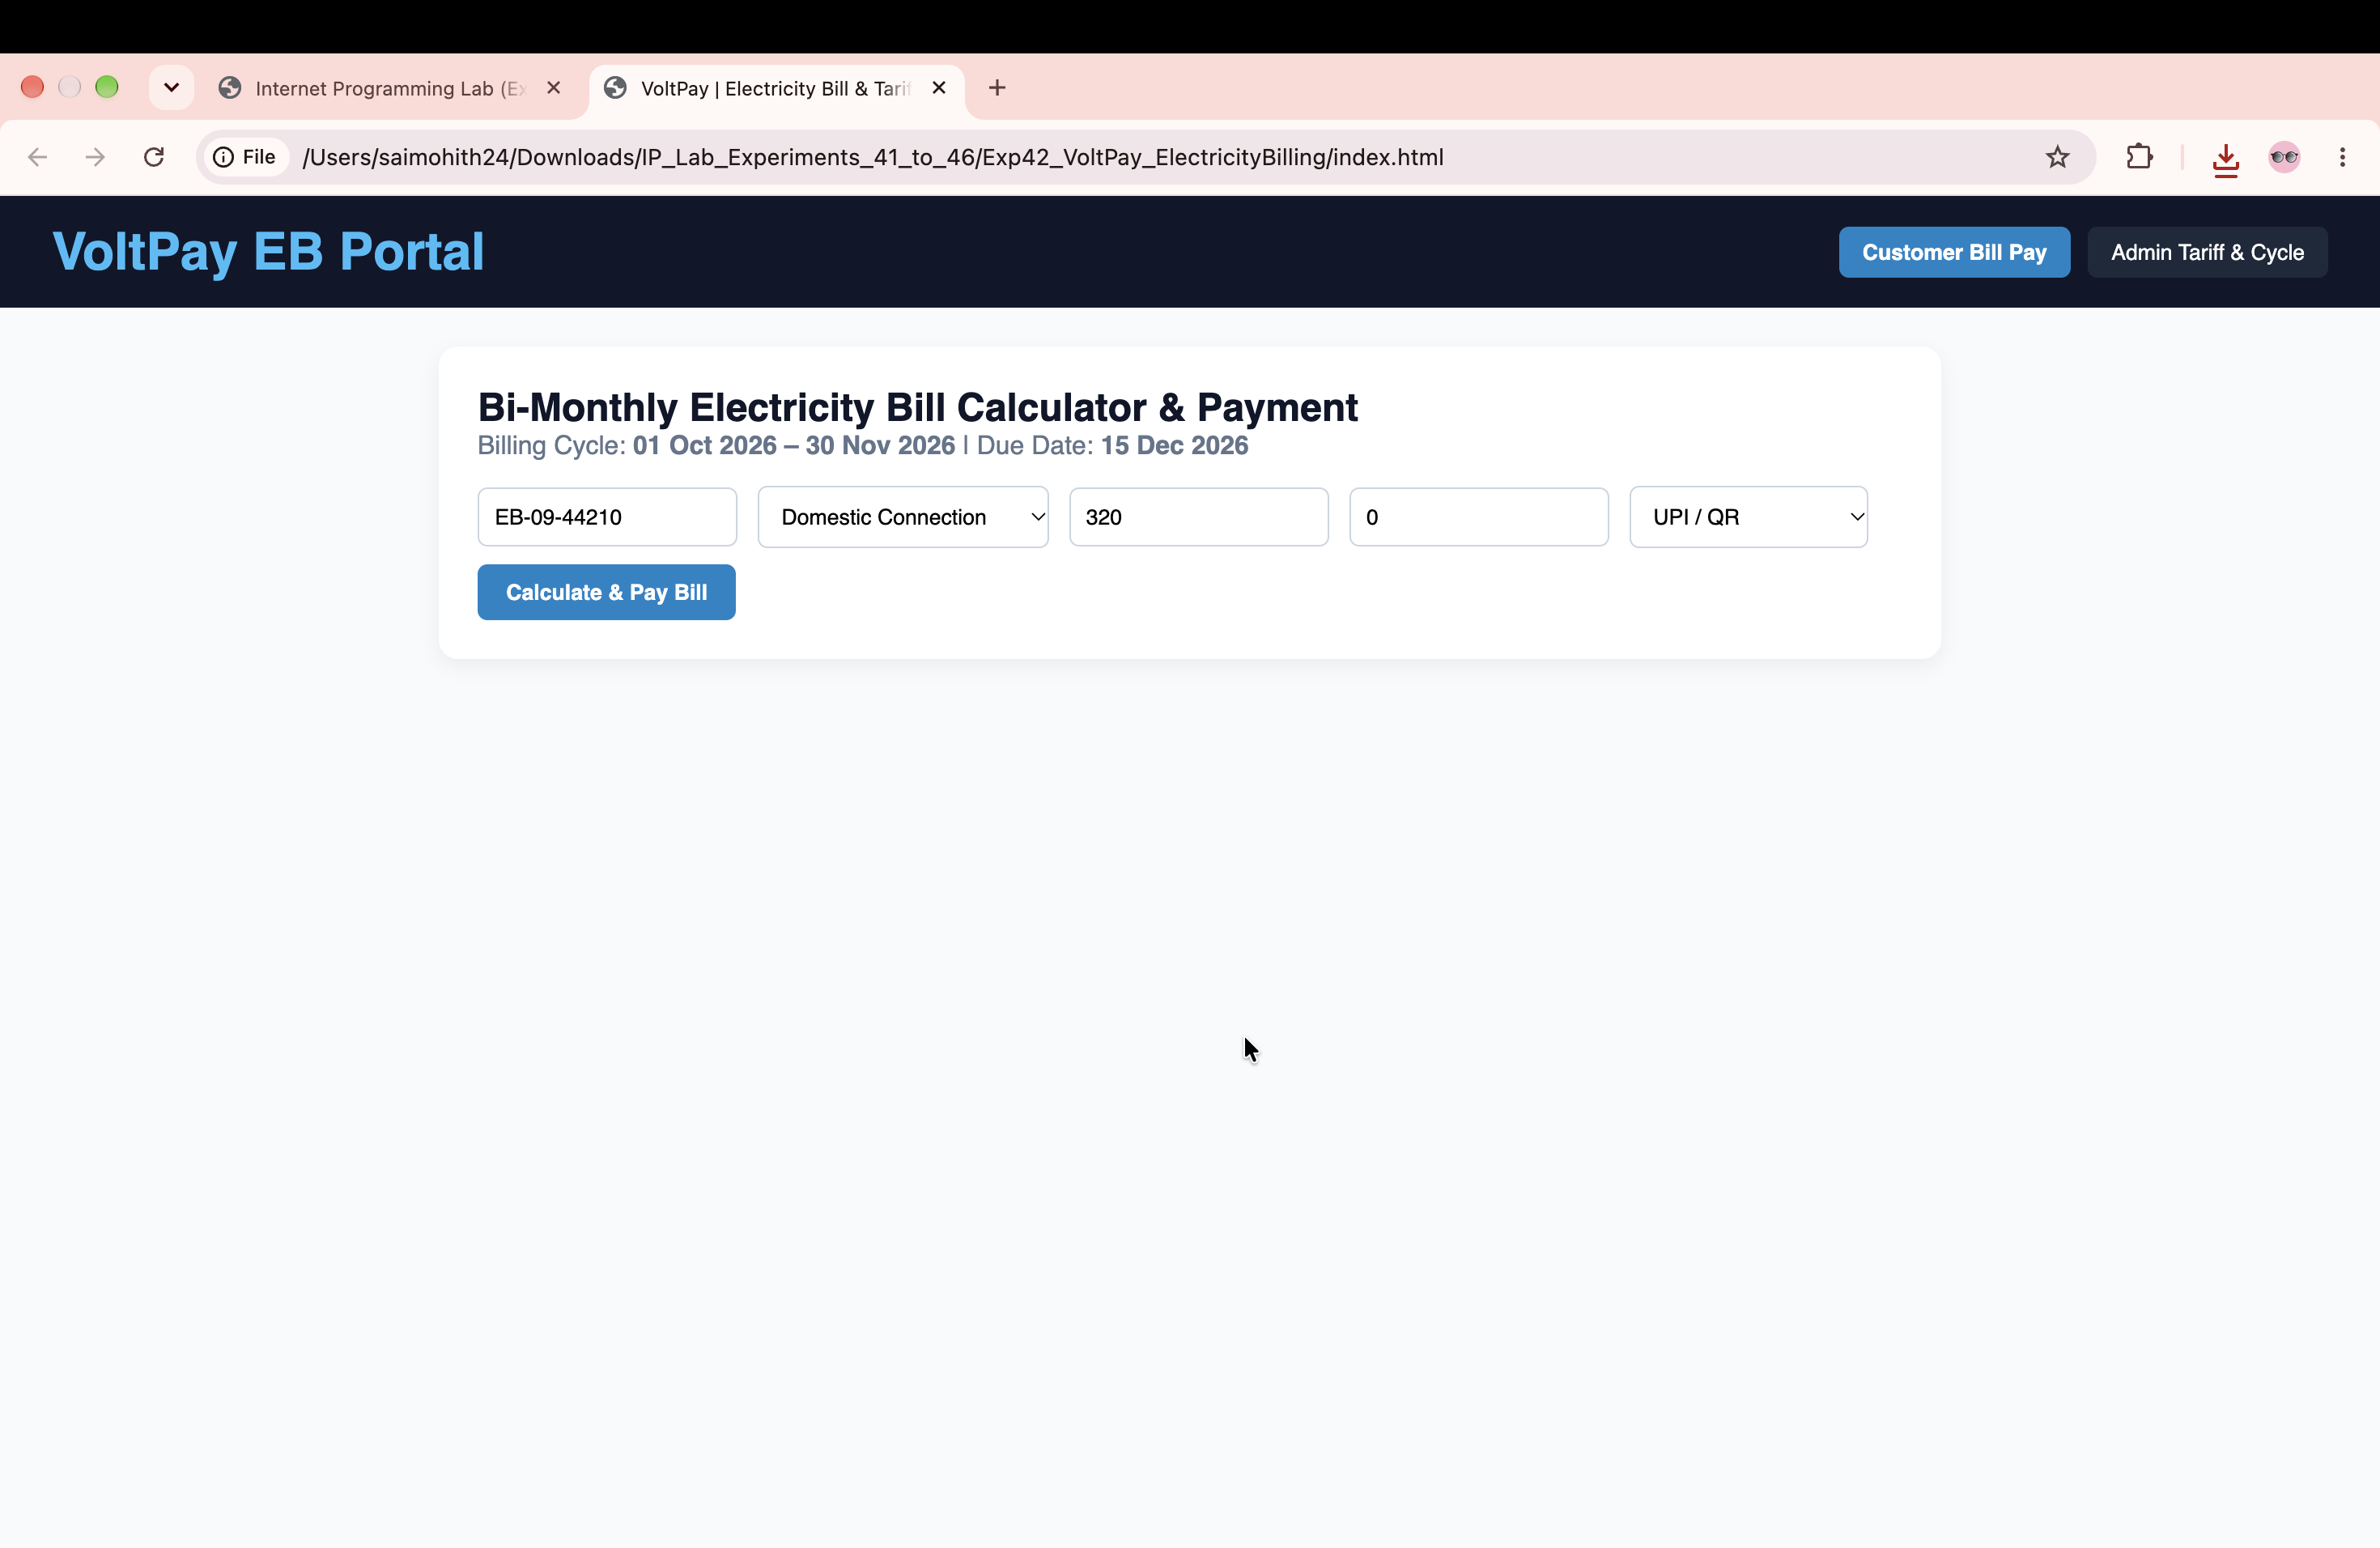 Internet Programming Lab (Ex
VoltPay | Electricity Bill & Tarif
File
/Users/saimohith24/Downloads/IP_Lab_Experiments_41_to_46/Exp42_VoltPay_ElectricityBilling/index.html
VoltPay EB Portal
Customer Bill Pay
Admin Tariff & Cycle
Bi-Monthly Electricity Bill Calculator & Payment
Billing Cycle: 01 Oct 2026 – 30 Nov 2026 | Due Date: 15 Dec 2026
EB-09-44210
Domestic Connection
320
0
UPI / QR
Calculate & Pay Bill